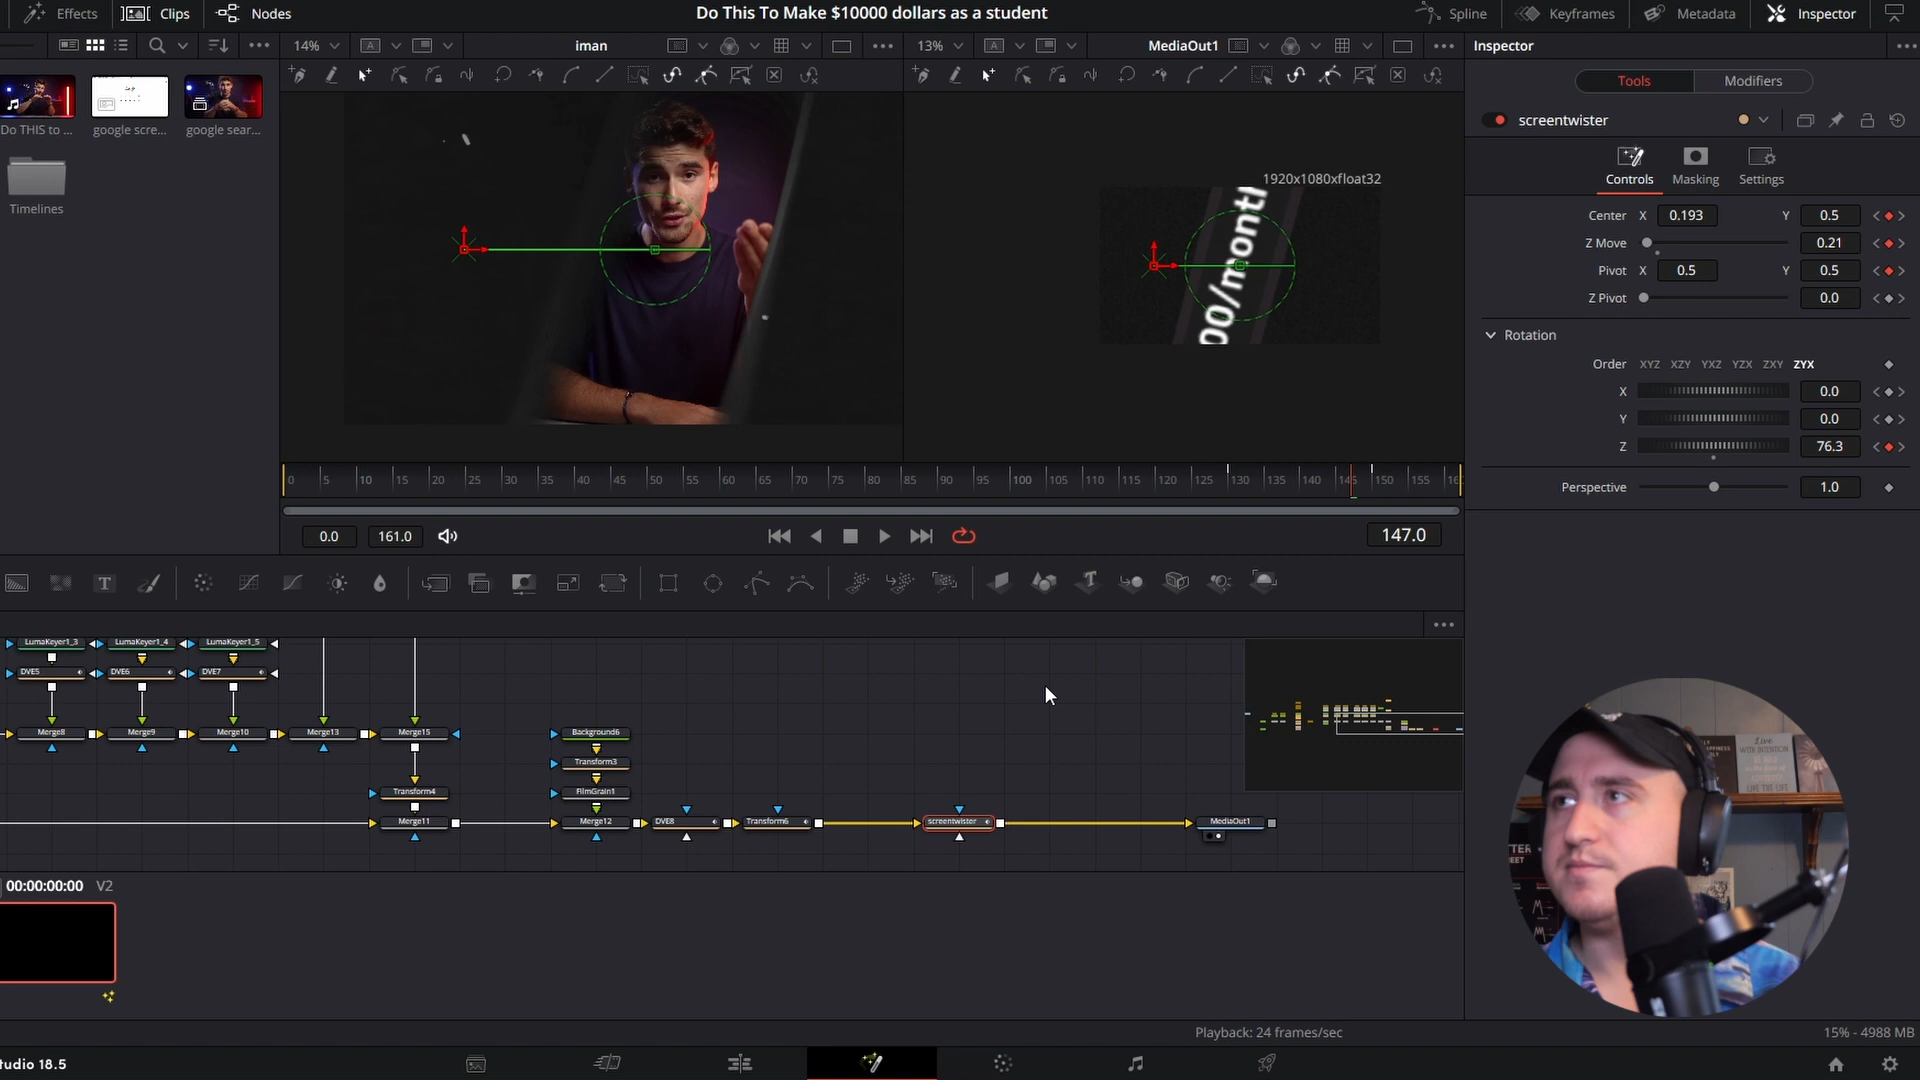 Effects
Clips
Nodes
Do This To Make $10000 dollars as a student
Spline
Keyframes
Metadata
Inspector
14%
iman
13%
MediaOut1
Inspector
Tools
Modifiers
Do THIS to ...
google scre...
google sear...
Timelines
screentwister
Controls
Masking
Settings
1920x1080xfloat32
00/month
Center X 0.193 Y 0.5
Z Move 0.21
Pivot X 0.5 Y 0.5
Z Pivot 0.0
Rotation
Order XYZ XZY YXZ YZX ZXY ZYX
X 0.0
Y 0.0
Z 76.3
Perspective 1.0
0 5 10 15 20 25 30 35 40 45 50 55 60 65 70 75 80 85 90 95 100 105 110 115 120 125 130 135 140 145 150 155 16
0.0
161.0
147.0
LumaKeyer1_3
LumaKeyer1_4
LumaKeyer1_5
DVE5
DVE6
DVE7
Merge8
Merge9
Merge10
Merge13
Merge15
Background6
Transform3
Transform4
FilmGrain1
Merge11
Merge12
DVE8
Transform6
screentwister
MediaOut1
00:00:00:00 V2
Playback: 24 frames/sec
15% - 4988 MB
tudio 18.5